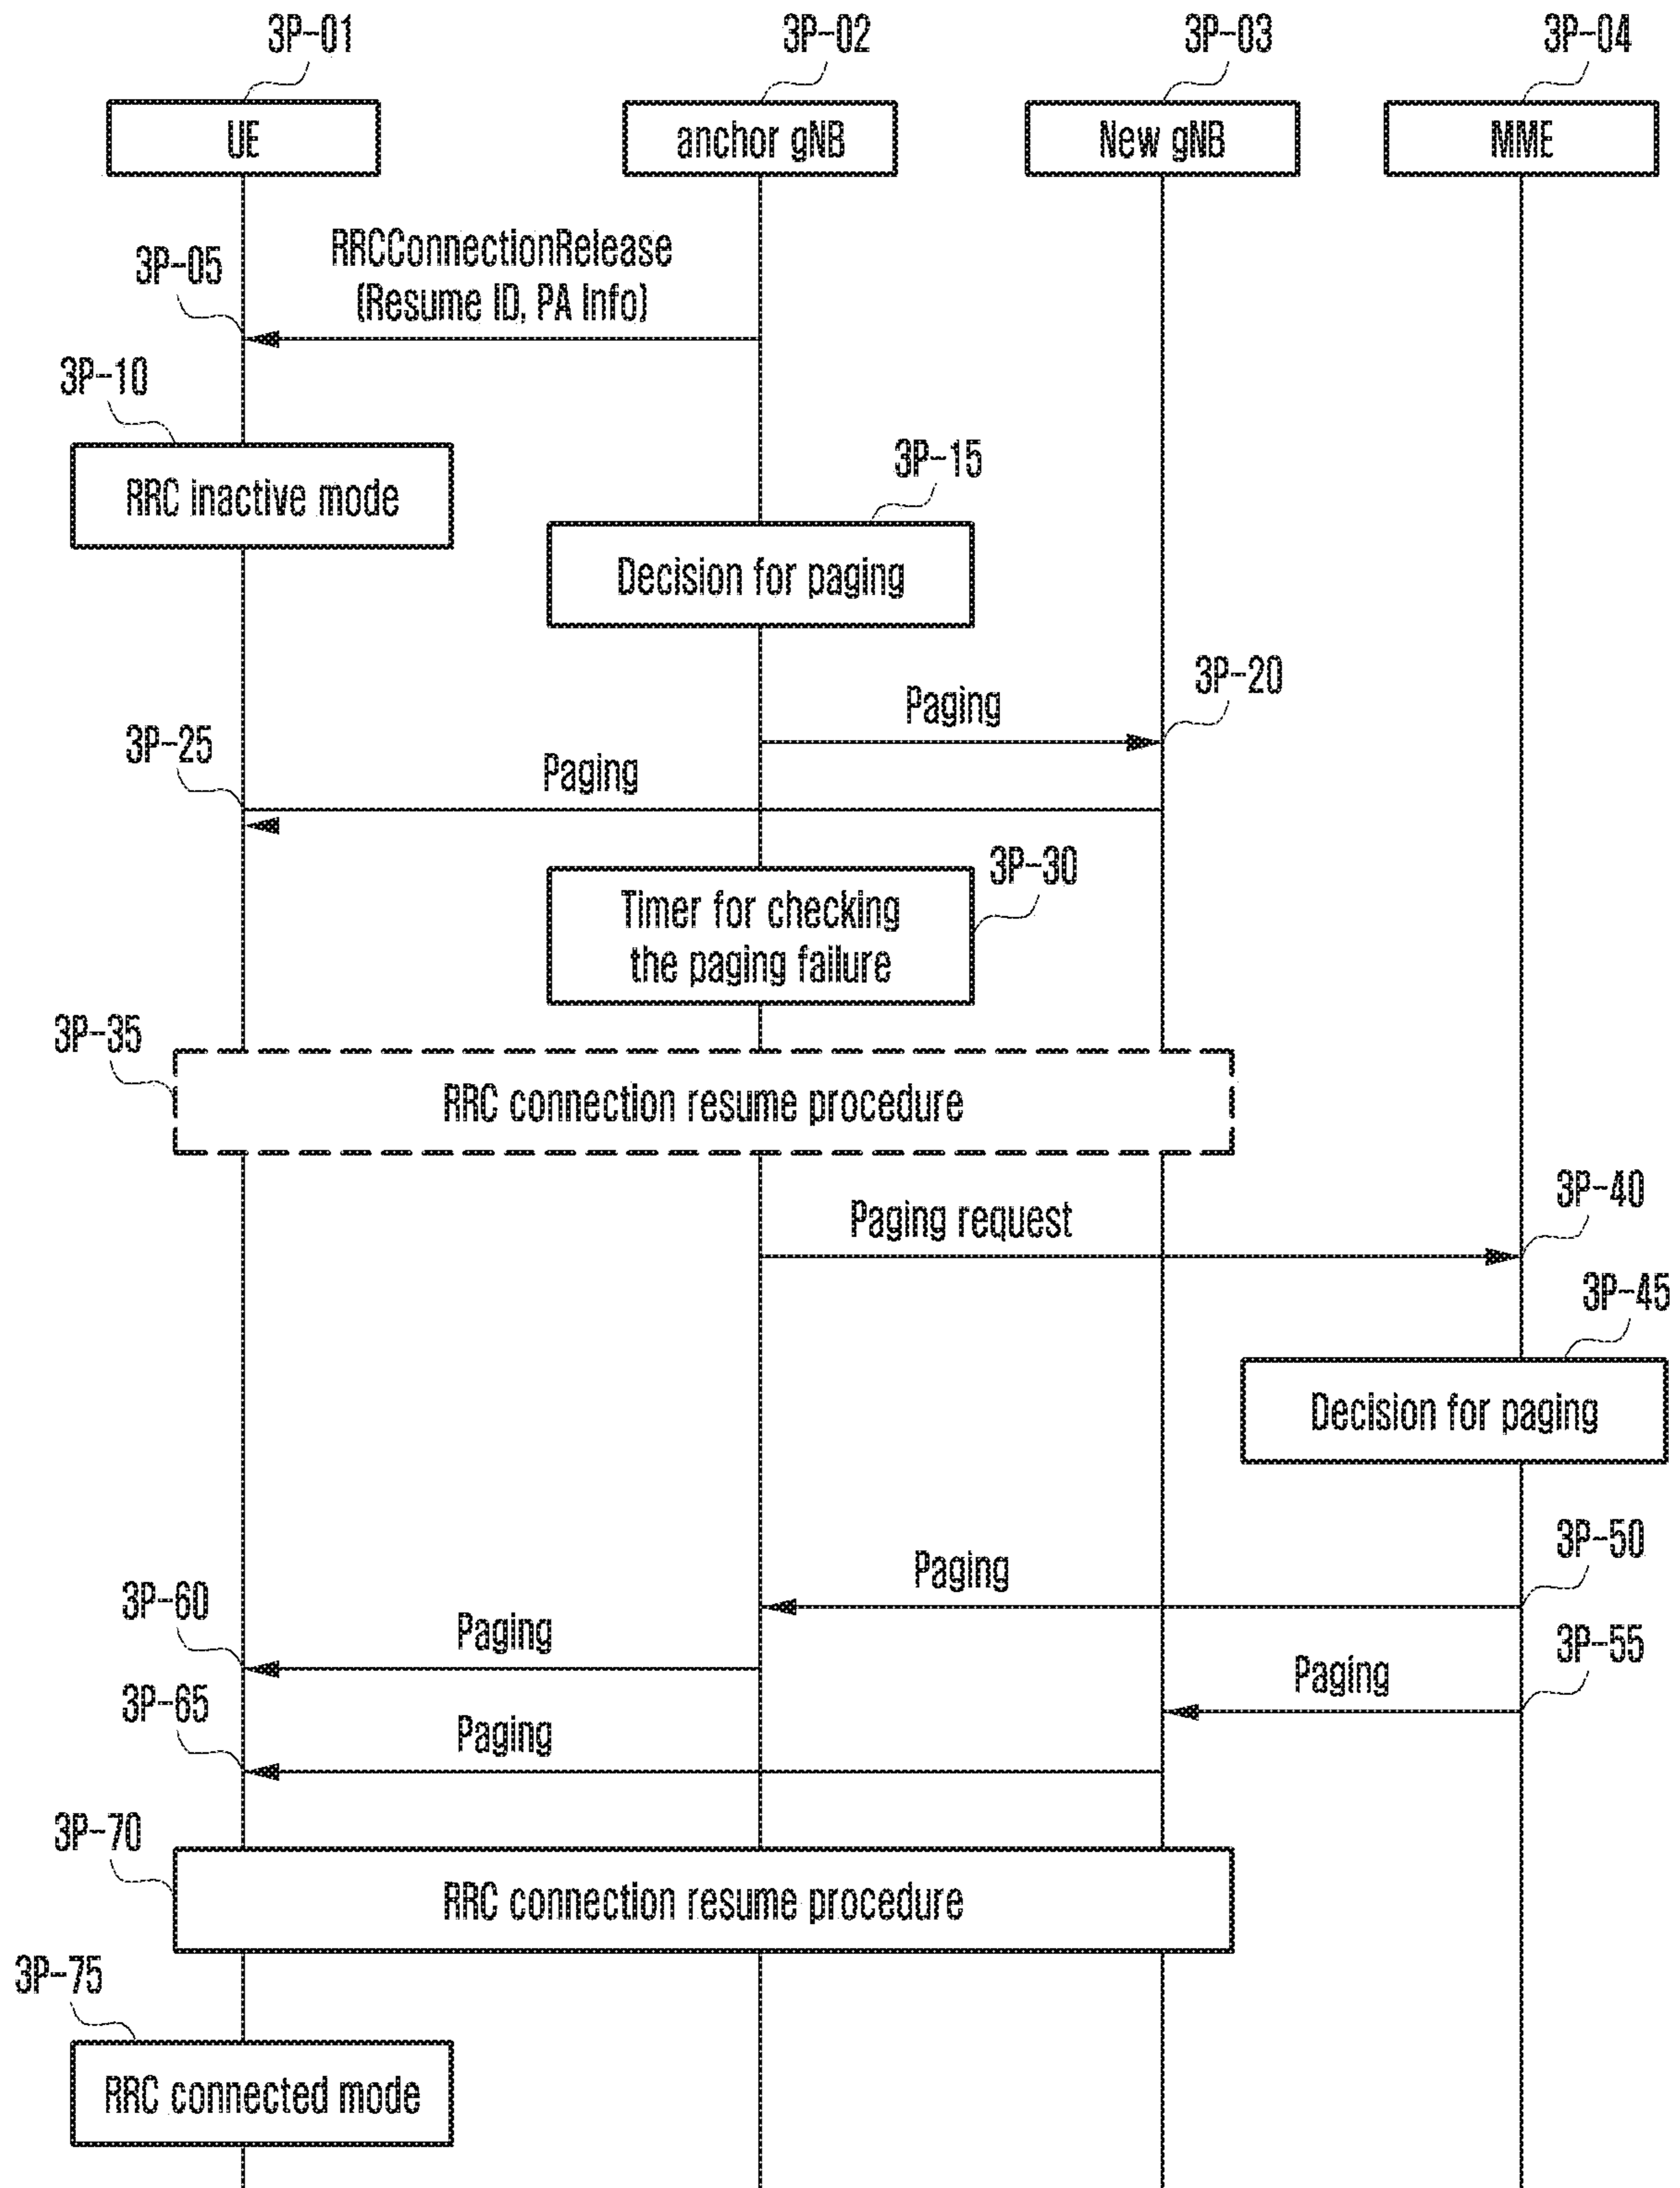 3P-01
3P-02
3P-03
3P-04
UE
anchor gNB
New gNB
MME
3P-05
RRCConnectionRelease
(Resume ID, PA Info)
3P-10
RRC inactive mode
3P-15
Decision for paging
3P-20
Paging
3P-25
Paging
3P-30
Timer for checking
the paging failure
3P-35
RRC connection resume procedure
3P-40
Paging request
3P-45
Decision for paging
3P-50
Paging
3P-60
Paging
3P-55
Paging
3P-65
Paging
3P-70
RRC connection resume procedure
3P-75
RRC connected mode